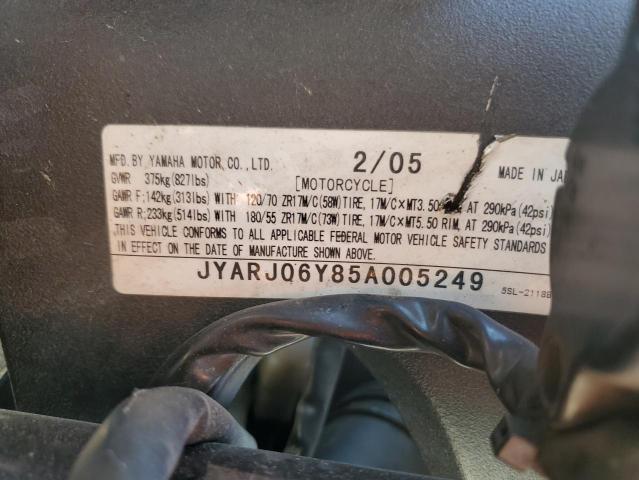 MFD. BY YAMAHA MOTOR CO., LTD. 2/05 MADE IN
GVWR 375kg(827lbs) [MOTORCYCLE]
GAWR F;142kg(313lbs) WITH 120/70 ZR17M/C(58W)TIRE, 17M/C×MT3.50 AT 290kPa(42psi)
GAWR R;233kg(514lbs) WITH 180/55 ZR17M/C(73W)TIRE, 17M/C×MT5.50 RIM, AT 290kPa(42psi)
THIS VEHICLE CONFORMS TO ALL APPLICABLE FEDERAL MOTOR VEHICLE SAFETY STANDARDS
IN EFFECT ON THE DATE OF MANUFACTURE SHOWN ABOVE.
JYARJ06Y85A005249
5SL-2118B